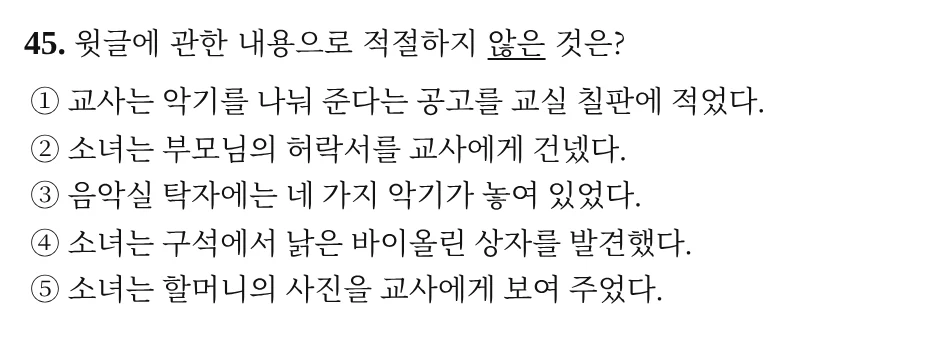 45. 윗글에 관한 내용으로 적절하지 않은 것은?
① 교사는 악기를 나눠 준다는 공고를 교실 칠판에 적었다.
② 소녀는 부모님의 허락서를 교사에게 건넸다.
③ 음악실 탁자에는 네 가지 악기가 놓여 있었다.
④ 소녀는 구석에서 낡은 바이올린 상자를 발견했다.
⑤ 소녀는 할머니의 사진을 교사에게 보여 주었다.